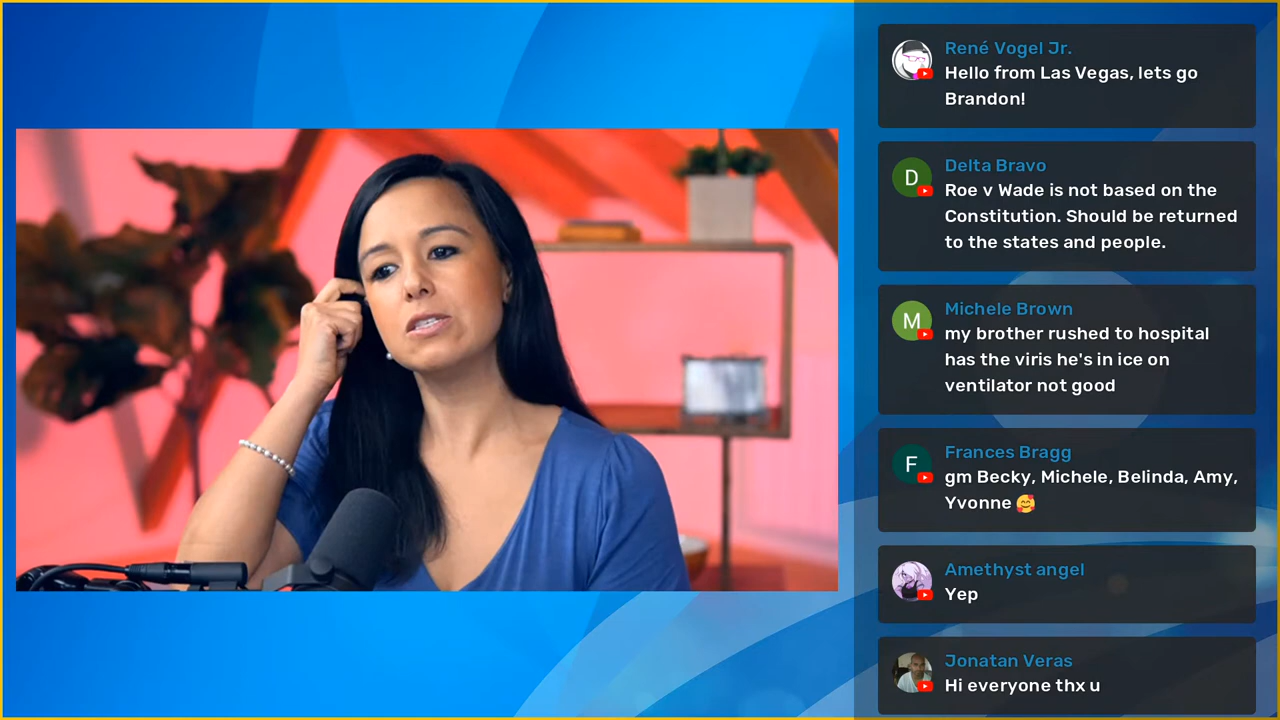 René Vogel Jr.
Hello from Las Vegas, lets go
Brandon!
D
Delta Bravo
Roe v Wade is not based on the
Constitution. Should be returned
to the states and people.
M
Michele Brown
my brother rushed to hospital
has the viris he's in ice on
ventilator not good
F
Frances Bragg
gm Becky, Michele, Belinda, Amy,
Yvonne 🥰
Amethyst angel
Yep
Jonatan Veras
Hi everyone thx u